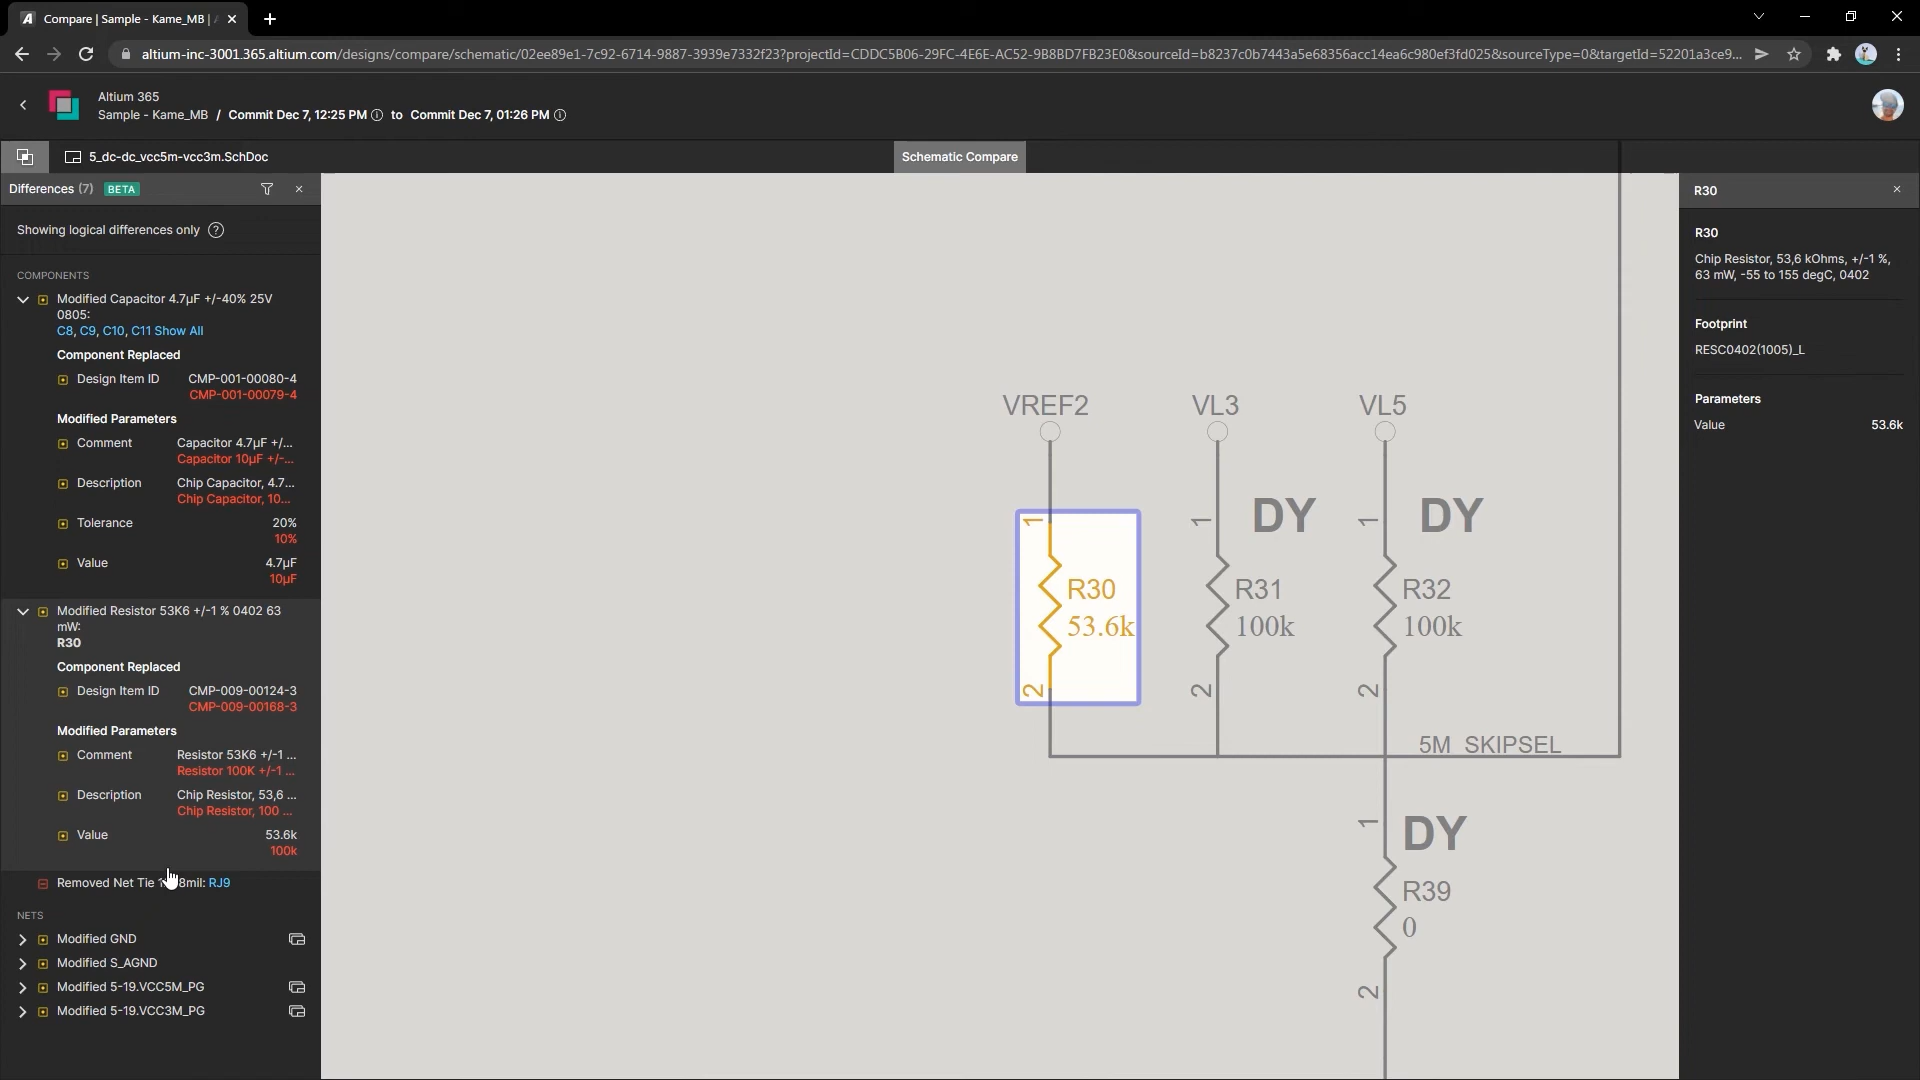 Compare | Sample - Kame_MB |
altium-inc-3001.365.altium.com/designs/compare/schematic/02ee89e1-7c92-6714-9887-3939e7332f23?projectId=CDDC5B06-29FC-4E6E-AC52-9B8BD7FB23E0&sourceId=b8237c0b7443a5e68356acc14ea6c980ef3fd025&sourceType=0&targetId=52201a3ce9...
Altium 365
Sample - Kame_MB / Commit Dec 7, 12:25 PM to Commit Dec 7, 01:26 PM
5_dc-dc_vcc5m-vcc3m.SchDoc
Schematic Compare
Differences (7) BETA
Showing logical differences only ?
COMPONENTS
Modified Capacitor 4.7µF +/-40% 25V
0805:
C8, C9, C10, C11 Show All
Component Replaced
Design Item ID CMP-001-00080-4
CMP-001-00079-4
Modified Parameters
Comment Capacitor 4.7µF +/...
Capacitor 10µF +/-...
Description Chip Capacitor, 4.7...
Chip Capacitor, 10...
Tolerance 20%
10%
Value 4.7µF
10µF
Modified Resistor 53K6 +/-1 % 0402 63
mW:
R30
Component Replaced
Design Item ID CMP-009-00124-3
CMP-009-00168-3
Modified Parameters
Comment Resistor 53K6 +/-1 ...
Resistor 100K +/-1 ...
Description Chip Resistor, 53,6 ...
Chip Resistor, 100 ...
Value 53.6k
100k
Removed Net Tie 8mil: RJ9
NETS
Modified GND
Modified S_AGND
Modified 5-19.VCC5M_PG
Modified 5-19.VCC3M_PG
VREF2 VL3 VL5
1 1 DY 1 DY
R30 R31 R32
53.6k 100k 100k
2 2 2
5M_SKIPSEL
1 DY
R39
0
2
R30
R30
Chip Resistor, 53,6 kOhms, +/-1 %,
63 mW, -55 to 155 degC, 0402
Footprint
RESC0402(1005)_L
Parameters
Value 53.6k